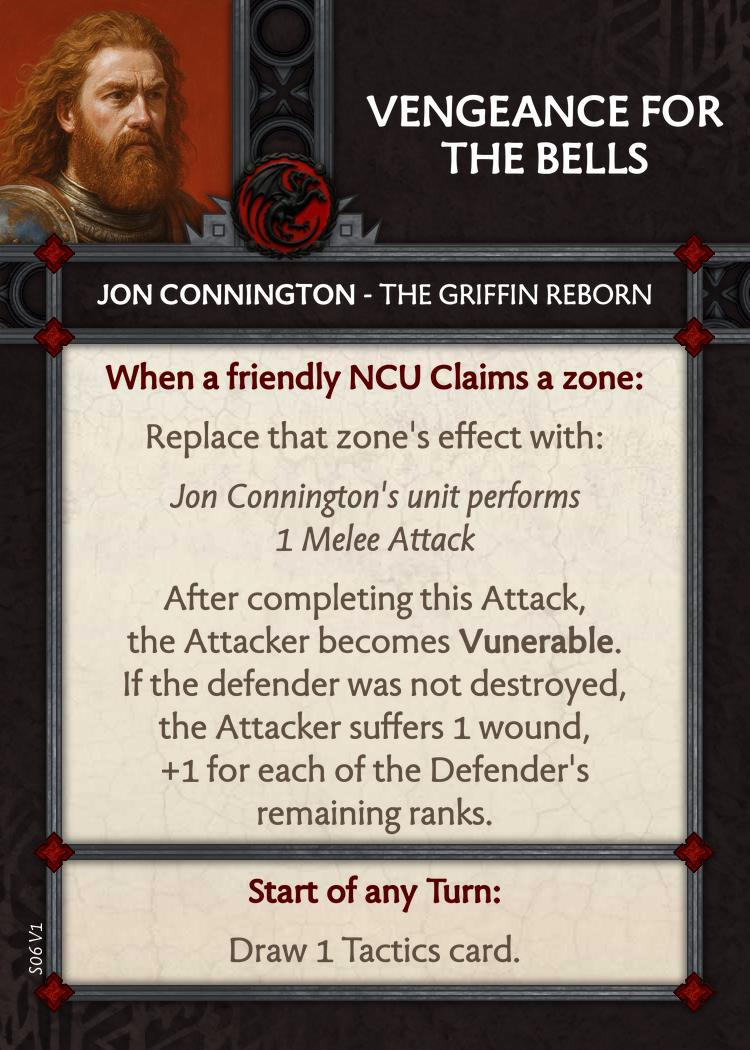 VENGEANCE FOR
THE BELLS
JON CONNINGTON - THE GRIFFIN REBORN
When a friendly NCU Claims a zone:
Replace that zone's effect with:
Jon Connington's unit performs
1 Melee Attack
After completing this Attack,
the Attacker becomes Vunerable.
If the defender was not destroyed,
the Attacker suffers 1 wound,
+1 for each of the Defender's
remaining ranks.
Start of any Turn:
Draw 1 Tactics card.
S06 V1